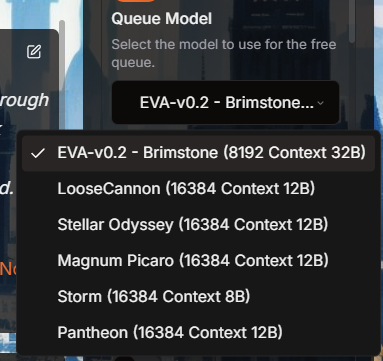 Queue Model
Select the model to use for the free
queue.
rough
EVA-v0.2 - Brimstone...
EVA-v0.2 - Brimstone (8192 Context 32B)
LooseCannon (16384 Context 12B)
d.
Stellar Odyssey (16384 Context 12B)
Magnum Picaro (16384 Context 12B)
No
Storm (16384 Context 8B)
Pantheon (16384 Context 12B)